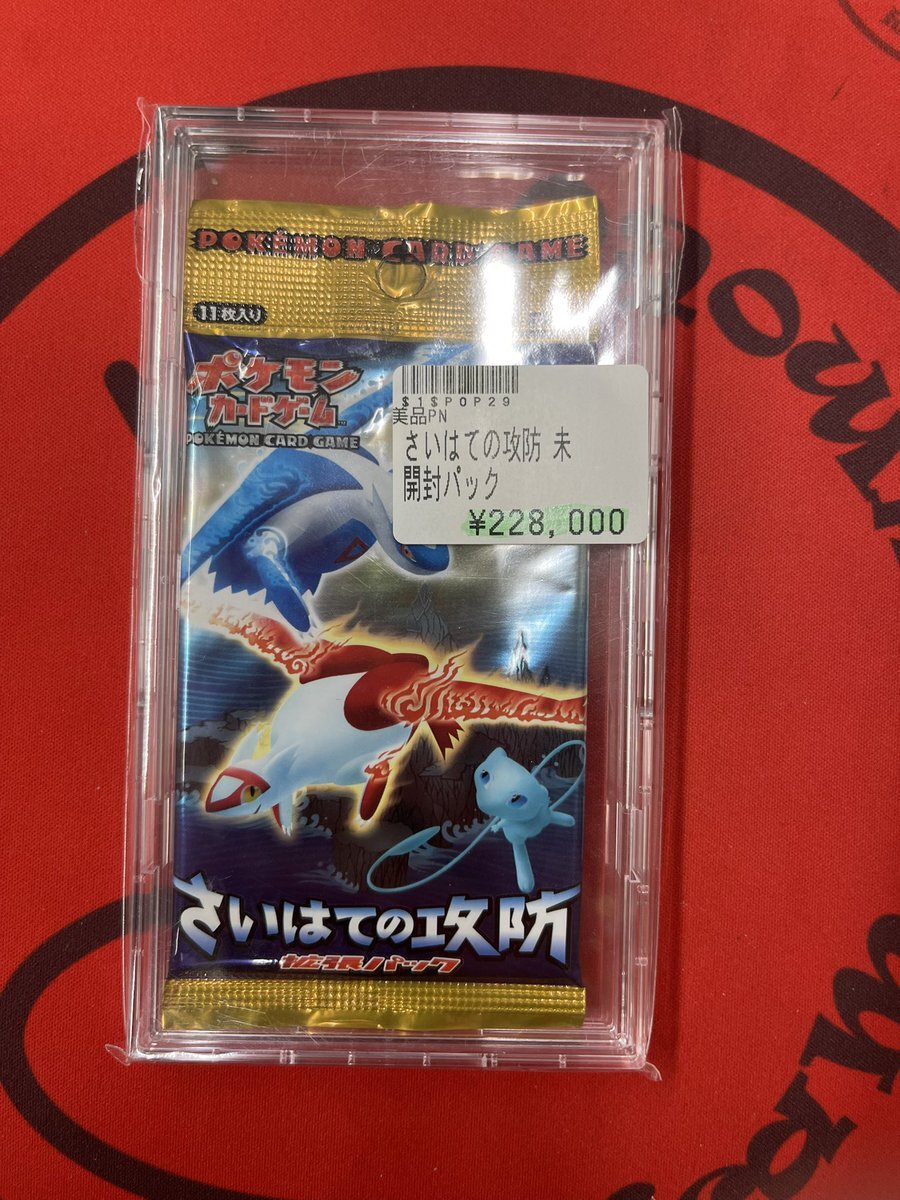 POKÉMON CARD GAME
11枚入り
ポケモン
カードゲーム™
POKÉMON CARD GAME
$1$POP29
美品PN
さいはての攻防 未
開封パック
¥228,000
さいはての攻防
拡張パック